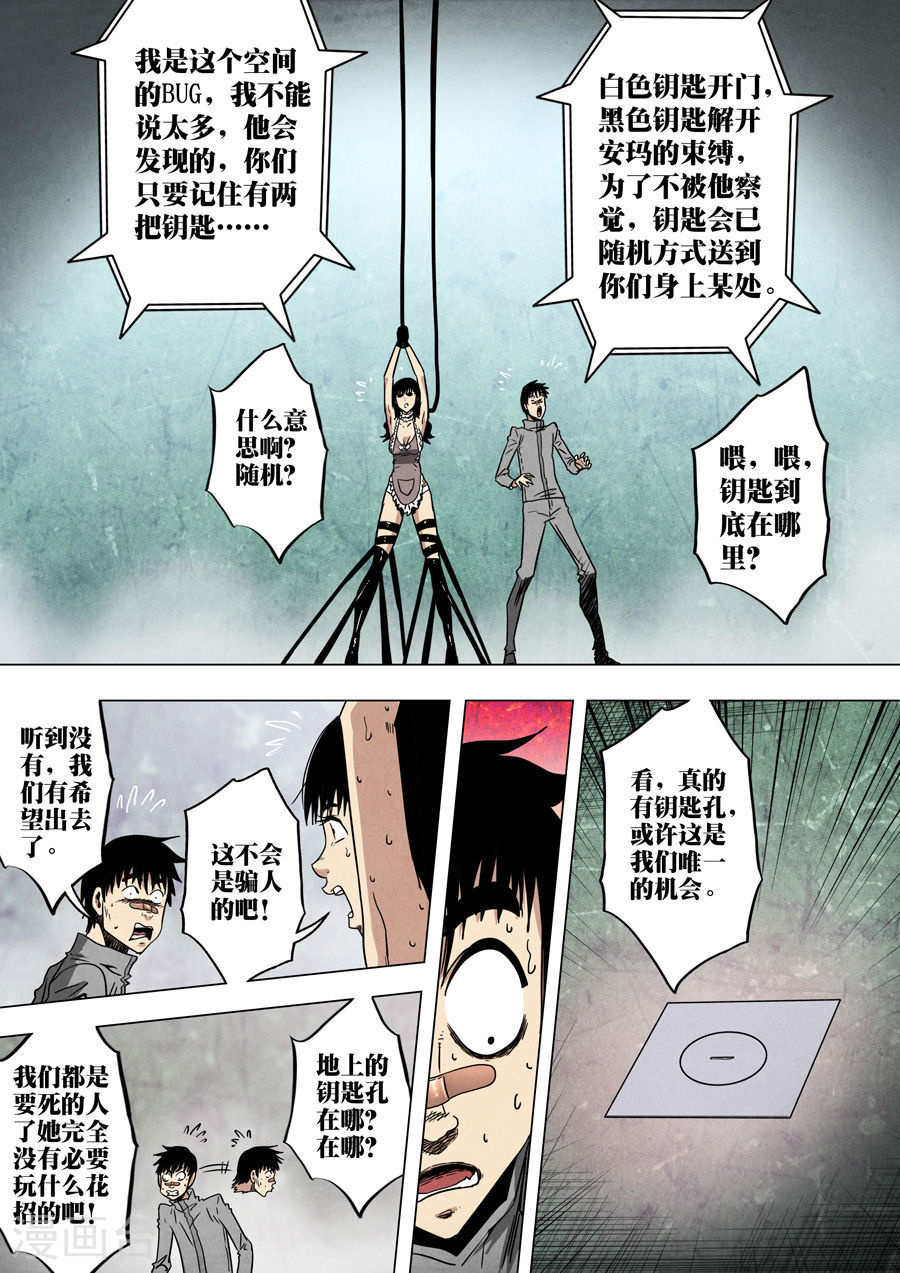 我是这个空间
的BUG，我不能
说太多，他会
发现的，你们
只要记住有两
把钥匙……
白色钥匙开门，
黑色钥匙解开
安玛的束缚，
为了不被他察
觉，钥匙会已
随机方式送到
你们身上某处。
什么意
思啊？
随机？
喂，喂，
钥匙到
底在哪
里？
听到没
有，我
们有希
望出去
了。
这不会
是骗人
的吧！
看，真的
有钥匙孔，
或许这是
我们唯一
的机会。
我们都是
要死的人
了她完全
没有必要
玩什么花
招的吧！
地上的
钥匙孔
在哪？
在哪？
漫画台